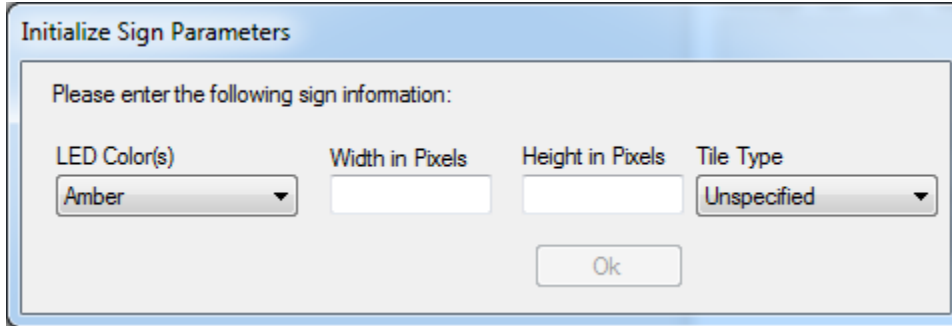 Initialize Sign Parameters
Please enter the following sign information:
LED Color(s) Width in Pixels Height in Pixels Tile Type
Amber Unspecified
Ok